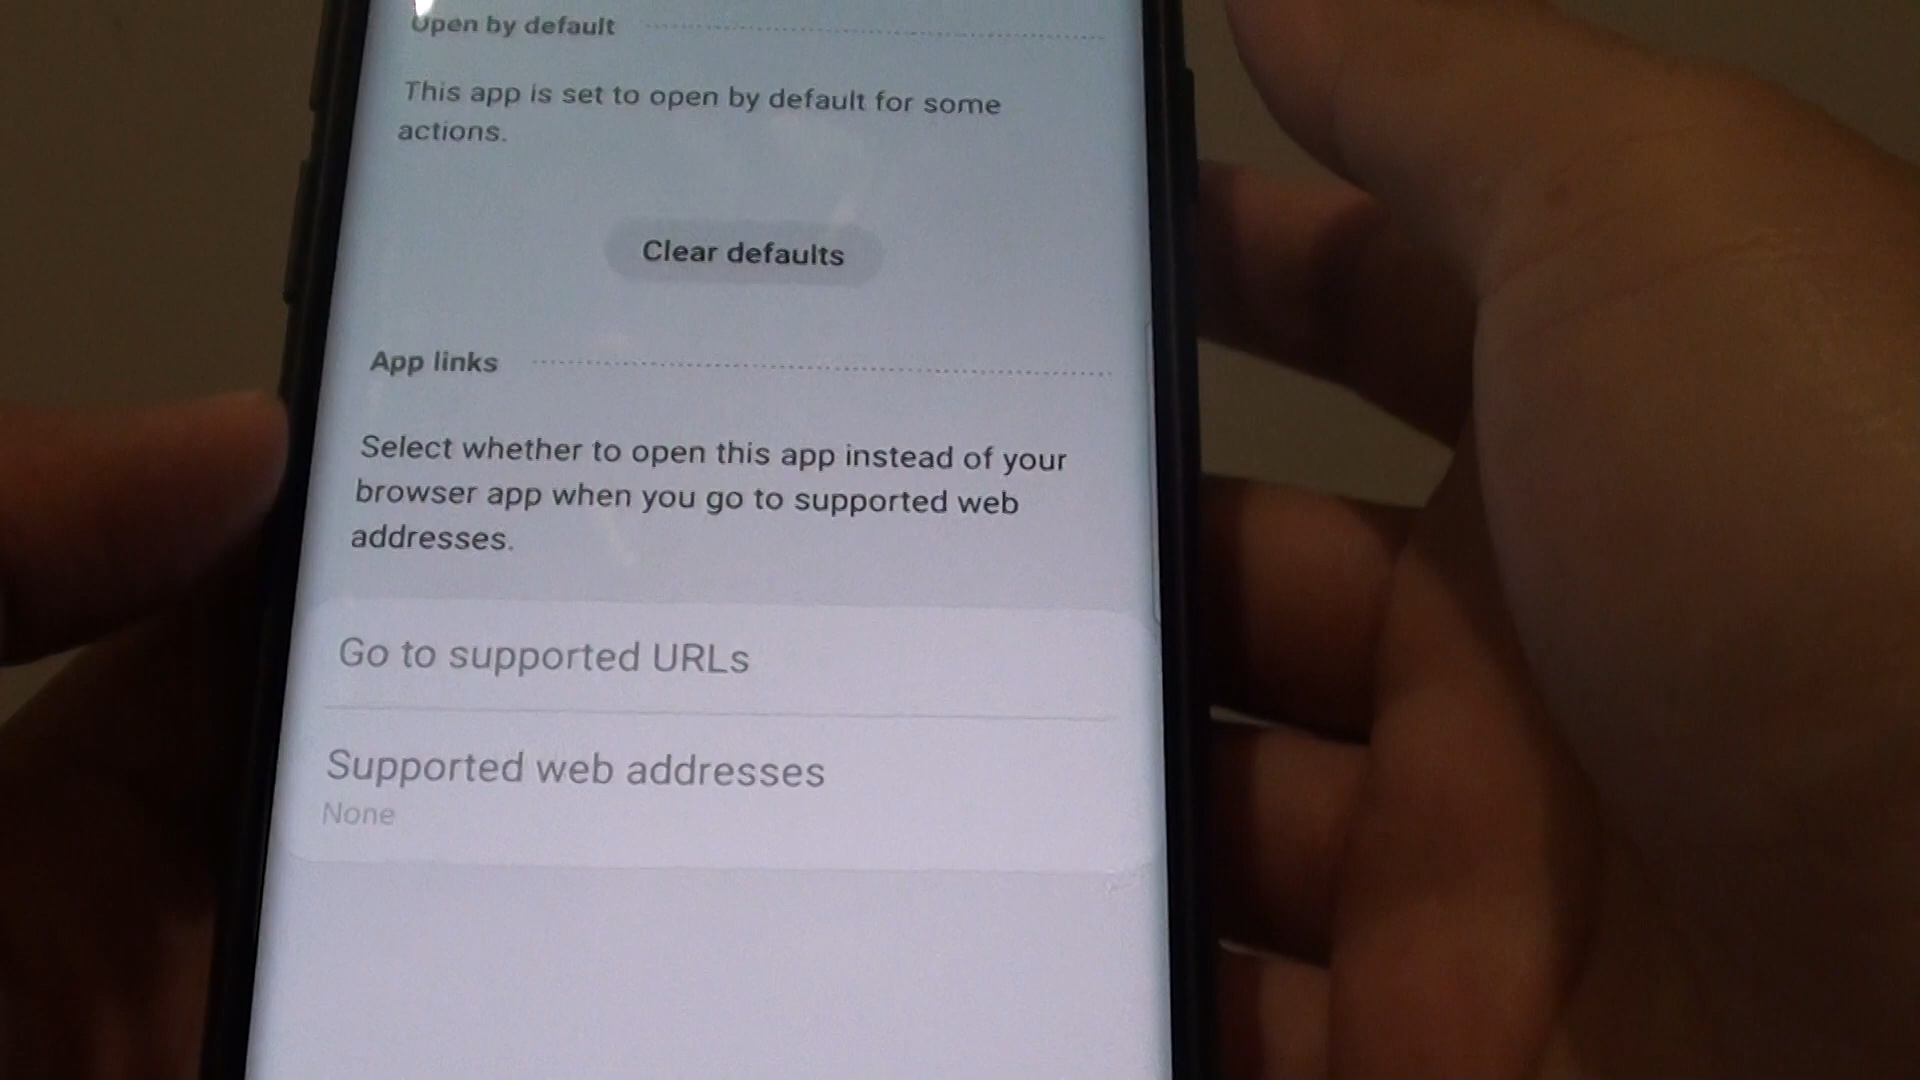 Open by default
This app is set to open by default for some
actions.
Clear defaults
App links
Select whether to open this app instead of your
browser app when you go to supported web
addresses.
Go to supported URLs
Supported web addresses
None